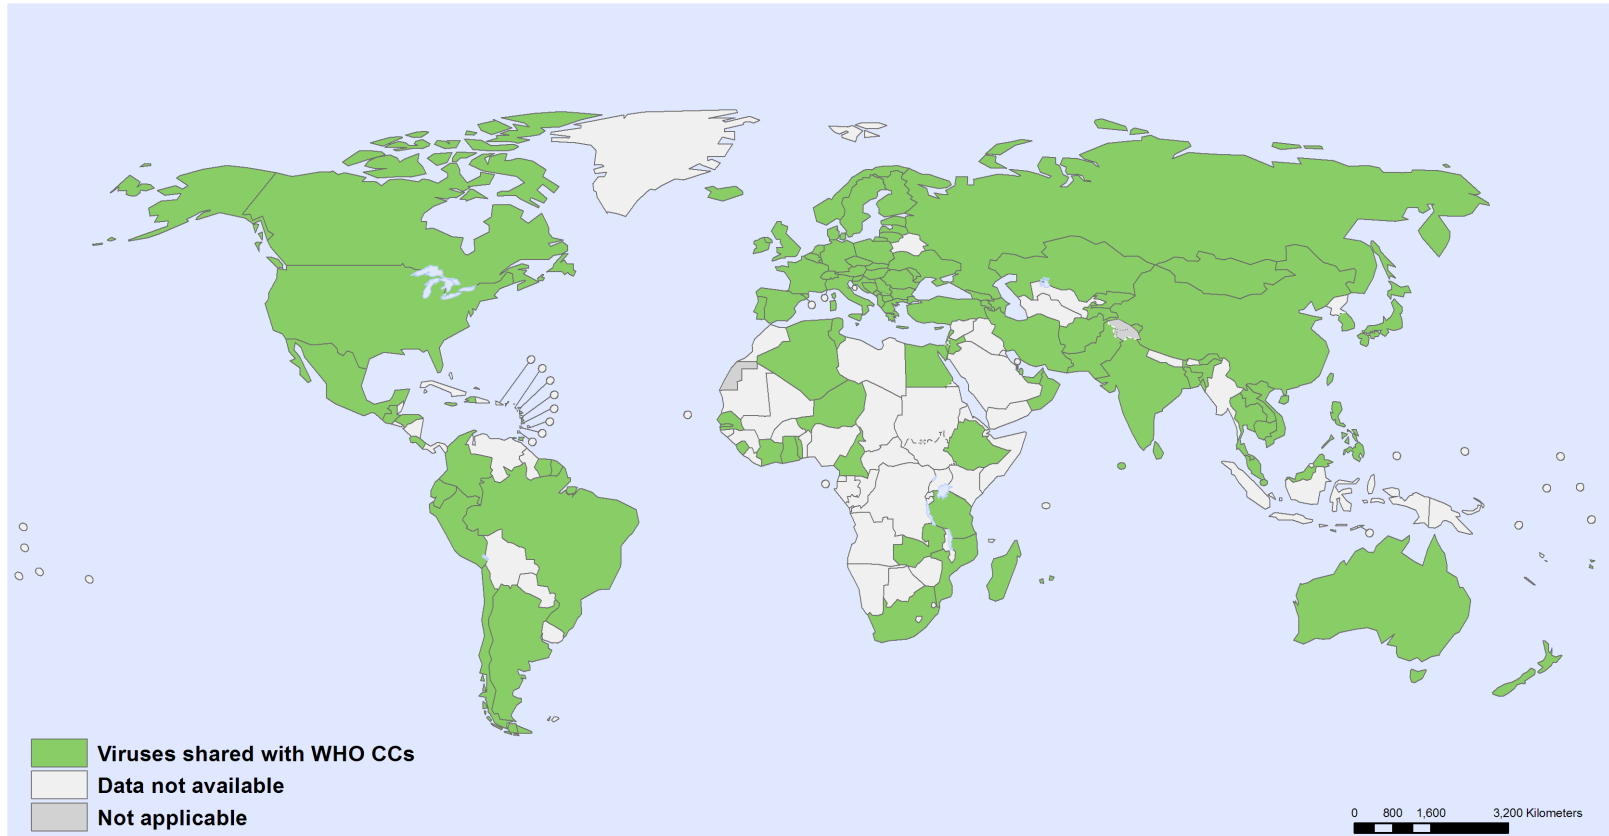 Viruses shared with WHO CCs
Data not available
Not applicable
0 800 1,600 3,200 Kilometers